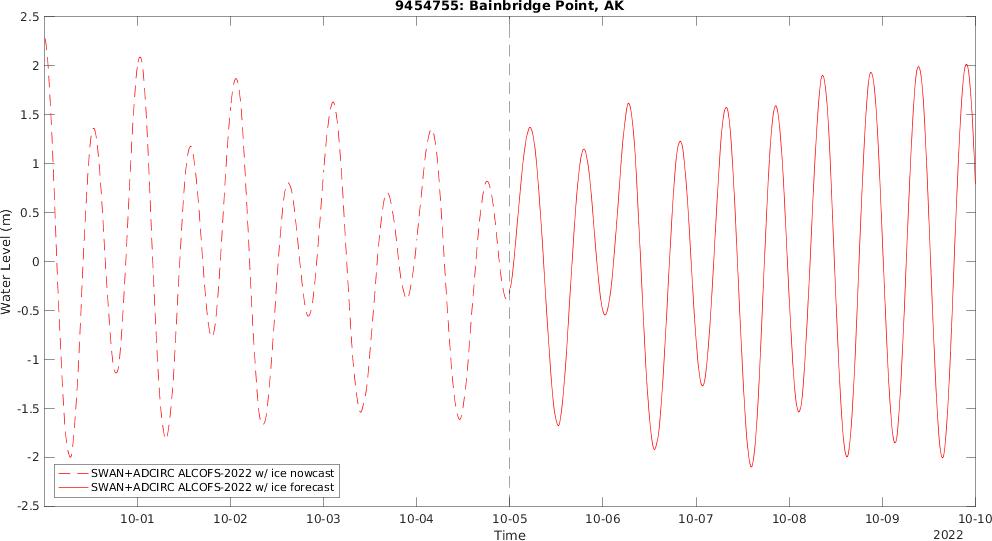 9454755: Bainbridge Point, AK
2.5
2
1.5
1
0.5
0
-0.5
-1
-1.5
-2
-2.5
Water Level (m)
SWAN+ADCIRC ALCOFS-2022 w/ ice nowcast
SWAN+ADCIRC ALCOFS-2022 w/ ice forecast
10-01 10-02 10-03 10-04 10-05 10-06 10-07 10-08 10-09 10-10
Time
2022